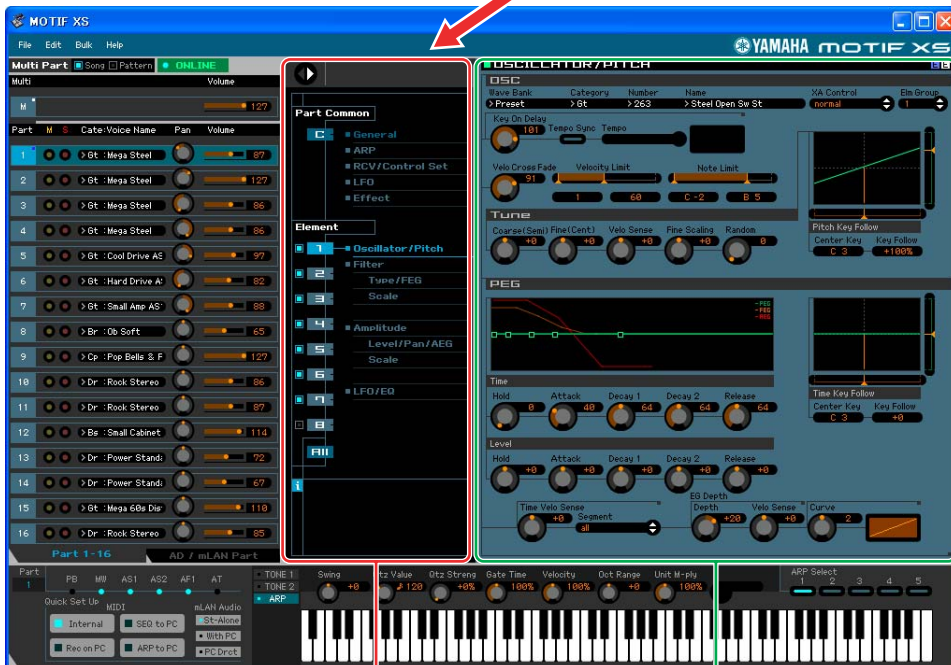 MOTIF XS
File Edit Bulk Help
YAMAHA MOTIF XS
Multi Part Song Pattern ONLINE
Multi Volume
M 127
Part M S Cate:Voice Name Pan Volume
1 >Gt :Mega Steel 87
2 >Gt :Mega Steel 127
3 >Gt :Mega Steel 86
4 >Gt :Mega Steel 86
5 >Gt :Cool Drive AS 97
6 >Gt :Hard Drive A 82
7 >Gt :Small Amp AS 88
8 >Br :Ob Soft 65
9 >Cp :Pop Bells & F 127
10 >Dr :Rook Stereo 86
11 >Dr :Rook Stereo 87
12 >Bs :Small Cabinet 114
13 >Dr :Power Stand 72
14 >Dr :Power Stand 67
15 >Gt :Mega 60s Dis 110
16 >Dr :Rook Stereo 85
Part 1-16 AD / mLAN Part
Part Common
C General
ARP
RCV/Control Set
LFO
Effect
Element
1 Oscillator/Pitch
2 Filter
Type/FEG
3 Scale
4 Amplitude
5 Level/Pan/AEG
Scale
6
7 LFO/EQ
8
All
i
OSCILLATOR/PITCH
OSC
Wave Bank Category Number Name XA Control Elm Group
>Preset >Gt >263 >Steel Open Sw St normal 1
Key On Delay
101 Tempo Sync Tempo
Velo Cross Fade Velocity Limit Note Limit
91 1 60 C -2 B 5
Pitch Key Follow
Center Key Key Follow
C 3 +100%
Tune
Coarse(Semi) Fine(Cent) Velo Sense Fine Scaling Random
+0 +0 +0 +0 0
PEG
-PEG
-FEG
Time
Hold Attack Decay 1 Decay 2 Release
0 40 64 64 64
Time Key Follow
Center Key Key Follow
C 3 +0
Level
Hold Attack Decay 1 Decay 2 Release
+0 +0 +0 +0 +0
Time Velo Sense Segment
+0 all
EG Depth
Depth Velo Sense Curve
+20 +0 2
Part
1
PB MW AS1 AS2 AF1 AT
Quick Set Up MIDI mLAN Audio
Internal SEQ to PC St-Alone
With PC
Rec on PC ARP to PC PC Drct
TONE 1
TONE 2
ARP
Swing Qtz Streng Gate Time Velocity Oct Range Unit M-ply
+0 120 +0% 100% 100% +0 100%
ARP Select
1 2 3 4 5